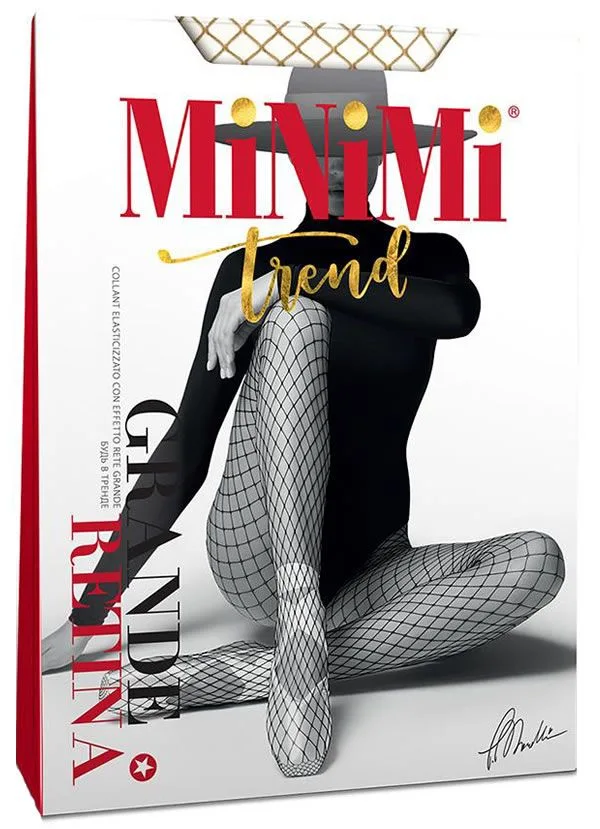 MiNiMi®
trend
COLLANT ELASTICIZZATO CON EFFETTO RETE GRANDE
БУДЬ В ТРЕНДЕ
GRANDE
RETINA